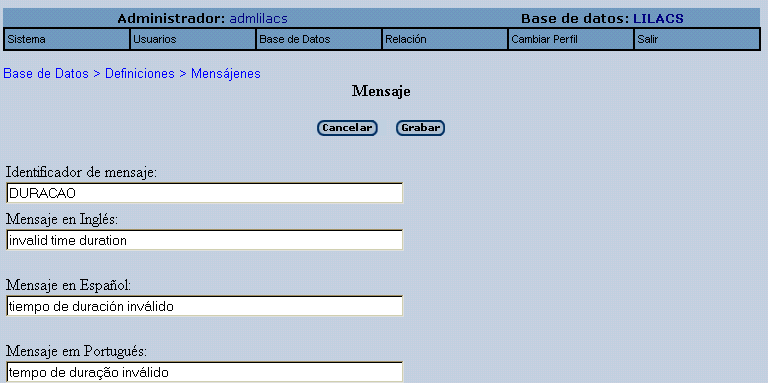 Administrador: admlilacs Base de datos: LILACS
Sistema Usuarios Base de Datos Relación Cambiar Perfil Salir
Base de Datos > Definiciones > Mensájenes
Mensaje
Cancelar Grabar
Identificador de mensaje:
DURACAO
Mensaje en Inglés:
invalid time duration
Mensaje en Español:
tiempo de duración inválido
Mensaje em Portugués:
tempo de duração inválido